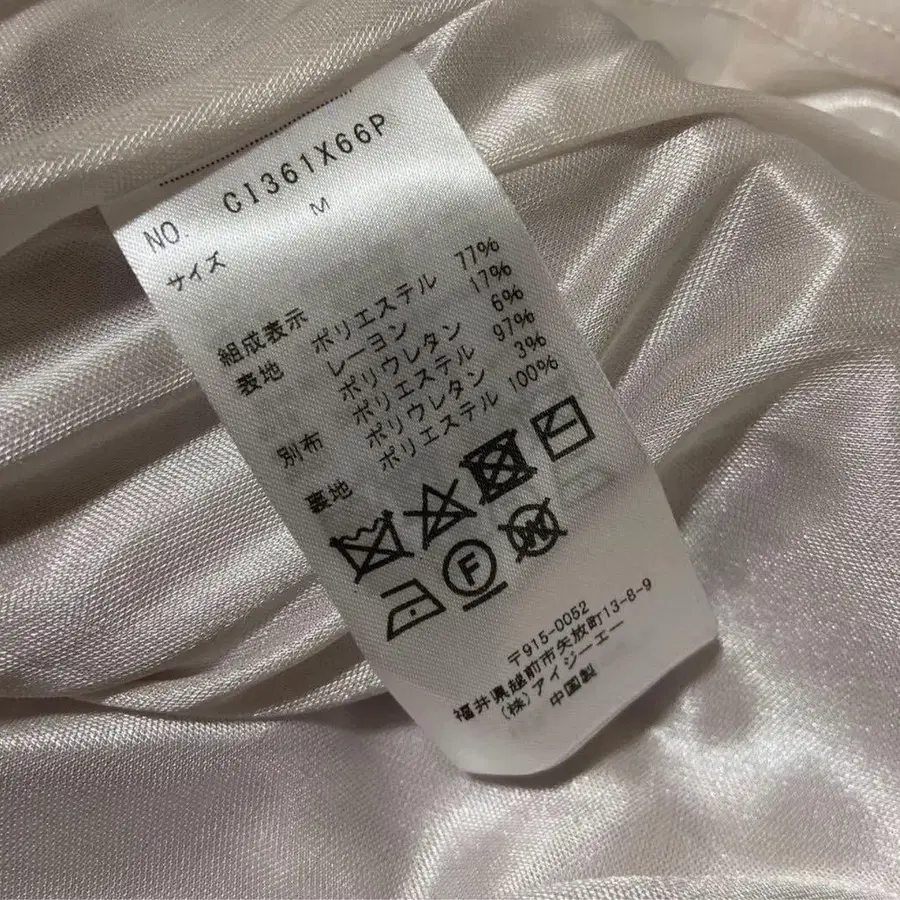 NO. CI361X66P
サイズ M
組成表示
表地 ポリエステル 77%
レーヨン 17%
ポリウレタン 6%
別布 ポリエステル 97%
ポリウレタン 3%
裏地 ポリエステル 100%
F
W
〒915-0052
福井県越前市矢放町13-8-9
(株)アイジーエー
中国製